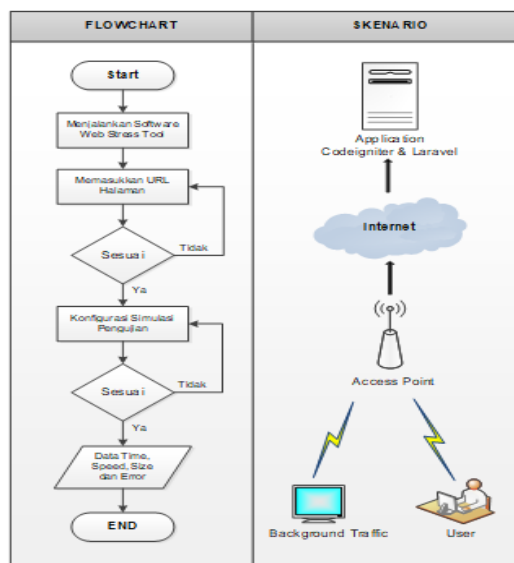 FLOWCHART
Start
Menjalankan Software
Web Stress Tool
Memasukkan URL
Halaman
Sesuai
Tidak
Ya
Konfigurasi Simulasi
Pengujian
Sesuai
Tidak
Ya
Data Time,
Speed, Size
dan Error
END
SKENARIO
Application
Codeigniter & Laravel
Internet
Access Point
Background Traffic
User